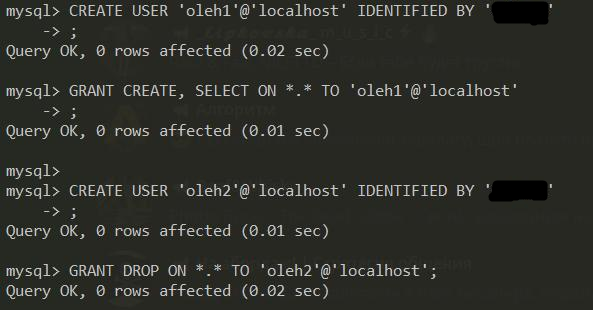 mysql> CREATE USER 'oleh1'@'localhost' IDENTIFIED BY ' '
-> ;
Query OK, 0 rows affected (0.02 sec)
mysql> GRANT CREATE, SELECT ON *.* TO 'oleh1'@'localhost'
-> ;
Query OK, 0 rows affected (0.01 sec)
mysql>
mysql> CREATE USER 'oleh2'@'localhost' IDENTIFIED BY ' '
-> ;
Query OK, 0 rows affected (0.01 sec)
mysql> GRANT DROP ON *.* TO 'oleh2'@'localhost';
Query OK, 0 rows affected (0.02 sec)